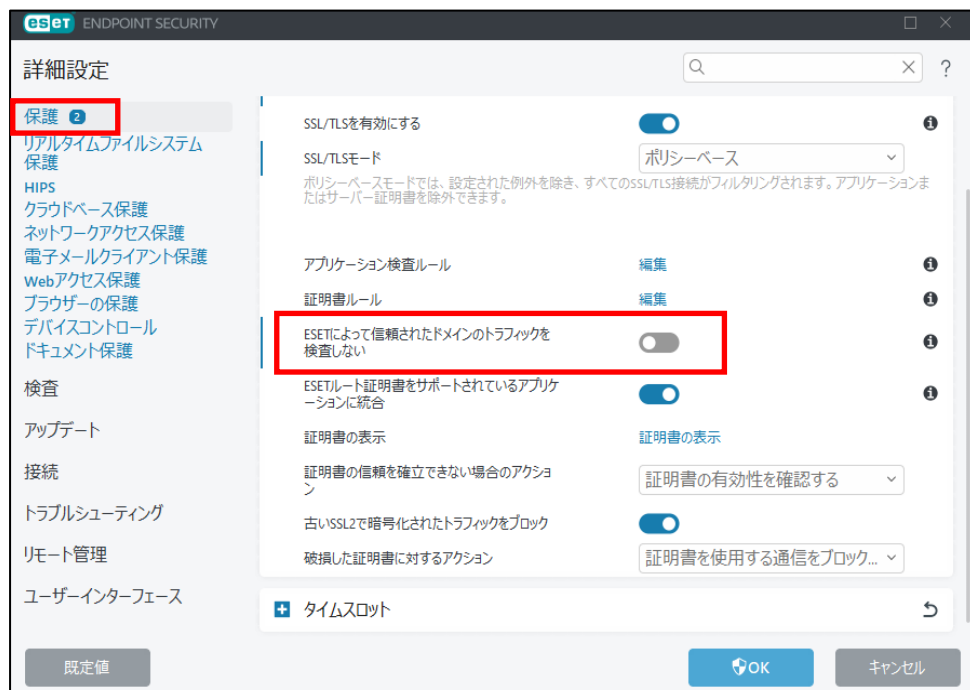 eset ENDPOINT SECURITY
詳細設定
保護 2
リアルタイムファイルシステム
保護
HIPS
クラウドベース保護
ネットワークアクセス保護
電子メールクライアント保護
Webアクセス保護
ブラウザーの保護
デバイスコントロール
ドキュメント保護
検査
アップデート
接続
トラブルシューティング
リモート管理
ユーザーインターフェース
SSL/TLSを有効にする
SSL/TLSモード
ポリシーベース
ポリシーベースモードでは、設定された例外を除き、すべてのSSL/TLS接続がフィルタリングされます。アプリケーションま
たはサーバー証明書を除外できます。
アプリケーション検査ルール
編集
証明書ルール
編集
ESETによって信頼されたドメインのトラフィックを
検査しない
ESETルート証明書をサポートされているアプリケ
ーションに統合
証明書の表示
証明書の表示
証明書の信頼を確立できない場合のアクショ
ン
証明書の有効性を確認する
古いSSL2で暗号化されたトラフィックをブロック
破損した証明書に対するアクション
証明書を使用する通信をブロック...
タイムスロット
既定値
OK
キャンセル